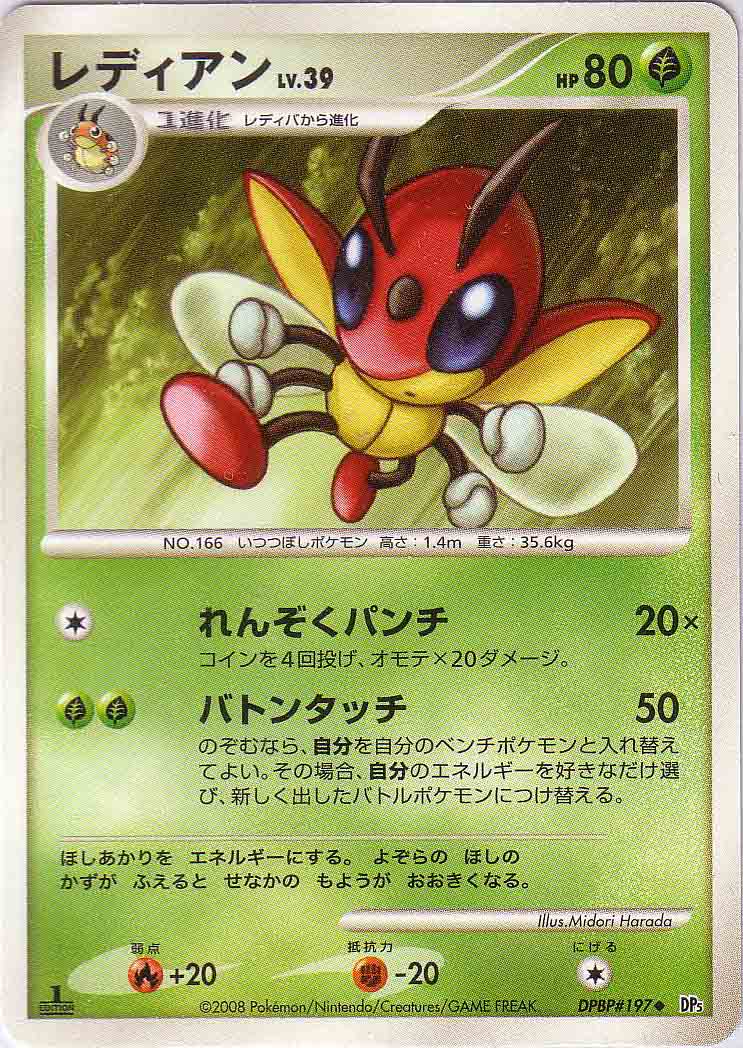 レディアン LV.39 HP 80
1進化 レディバから進化
NO.166 いつつぼしポケモン 高さ:1.4m 重さ:35.6kg
れんぞくパンチ 20×
コインを4回投げ、オモテ×20ダメージ。
バトンタッチ 50
のぞむなら、自分を自分のベンチポケモンと入れ替え
てよい。その場合、自分のエネルギーを好きなだけ選
び、新しく出したバトルポケモンにつけ替える。
ほしあかりを エネルギーにする。 よぞらの ほしの
かずが ふえると せなかの もようが おおきくなる。
Illus.Midori Harada
弱点 抵抗力 にげる
+20 -20
1 EDITION ©2008 Pokémon/Nintendo/Creatures/GAME FREAK. DPBP#197◆ DP5